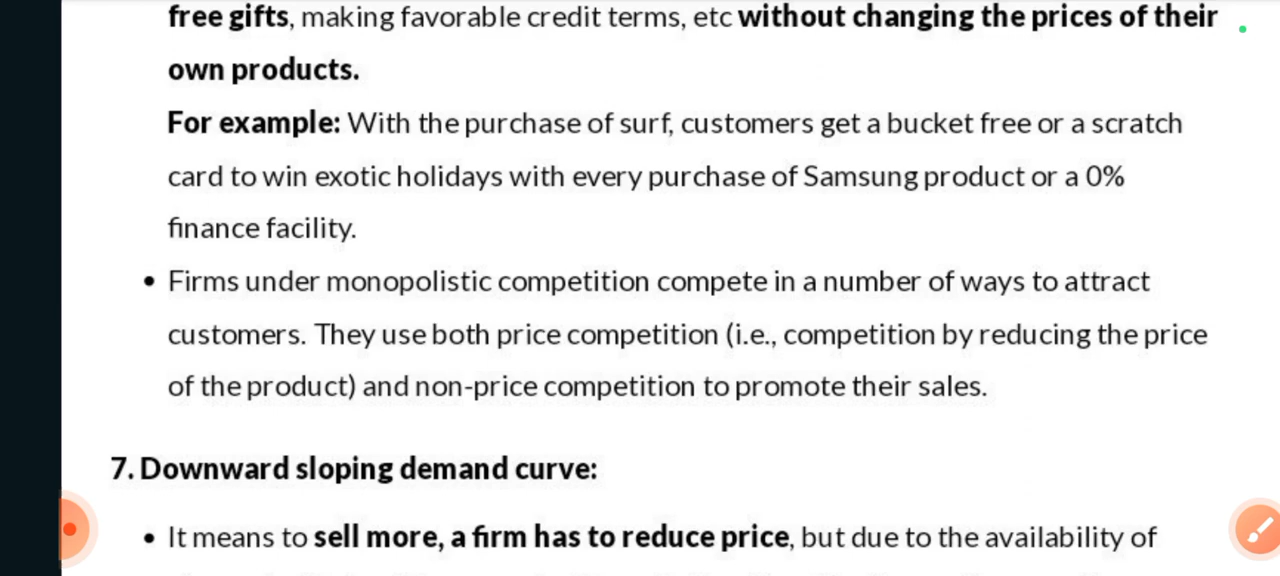 free gifts, making favorable credit terms, etc without changing the prices of their
own products.
For example: With the purchase of surf, customers get a bucket free or a scratch
card to win exotic holidays with every purchase of Samsung product or a 0%
finance facility.
• Firms under monopolistic competition compete in a number of ways to attract
customers. They use both price competition (i.e., competition by reducing the price
of the product) and non-price competition to promote their sales.
7. Downward sloping demand curve:
• It means to sell more, a firm has to reduce price, but due to the availability of